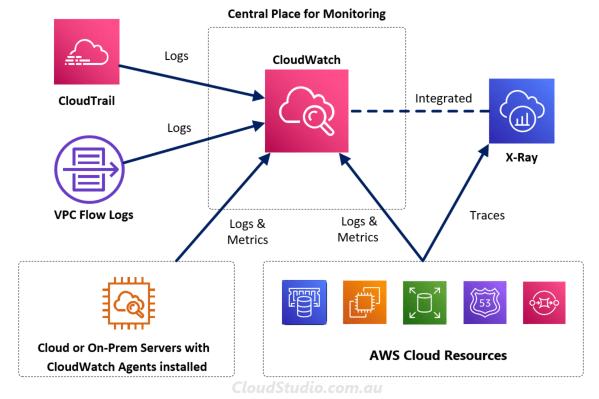 Central Place for Monitoring
CloudWatch
Logs
CloudTrail
Integrated
Logs
X-Ray
VPC Flow Logs
Logs &
Metrics
Logs &
Metrics
Traces
53
Cloud or On-Prem Servers with
CloudWatch Agents installed
AWS Cloud Resources
CloudStudio.com.au